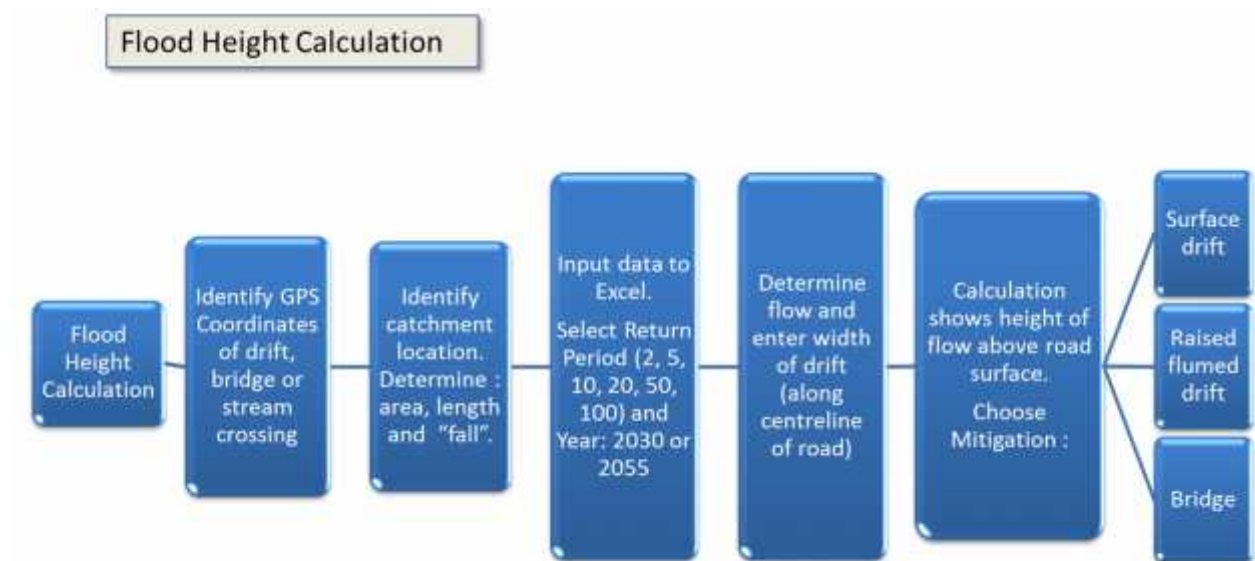 Flood Height Calculation
Flood
Height
Calculation
Identify GPS
Coordinates
of drift,
bridge or
stream
crossing
Identify
catchment
location.
Determine :
area, length
and "fall".
Input data to
Excel.
Select Return
Period (2, 5,
10, 20, 50,
100) and
Year: 2030 or
2055
Determine
flow and
enter width
of drift
(along
centreline
of road)
Calculation
shows height of
flow above road
surface.
Choose
Mitigation :
Surface
drift
Raised
flumed
drift
Bridge